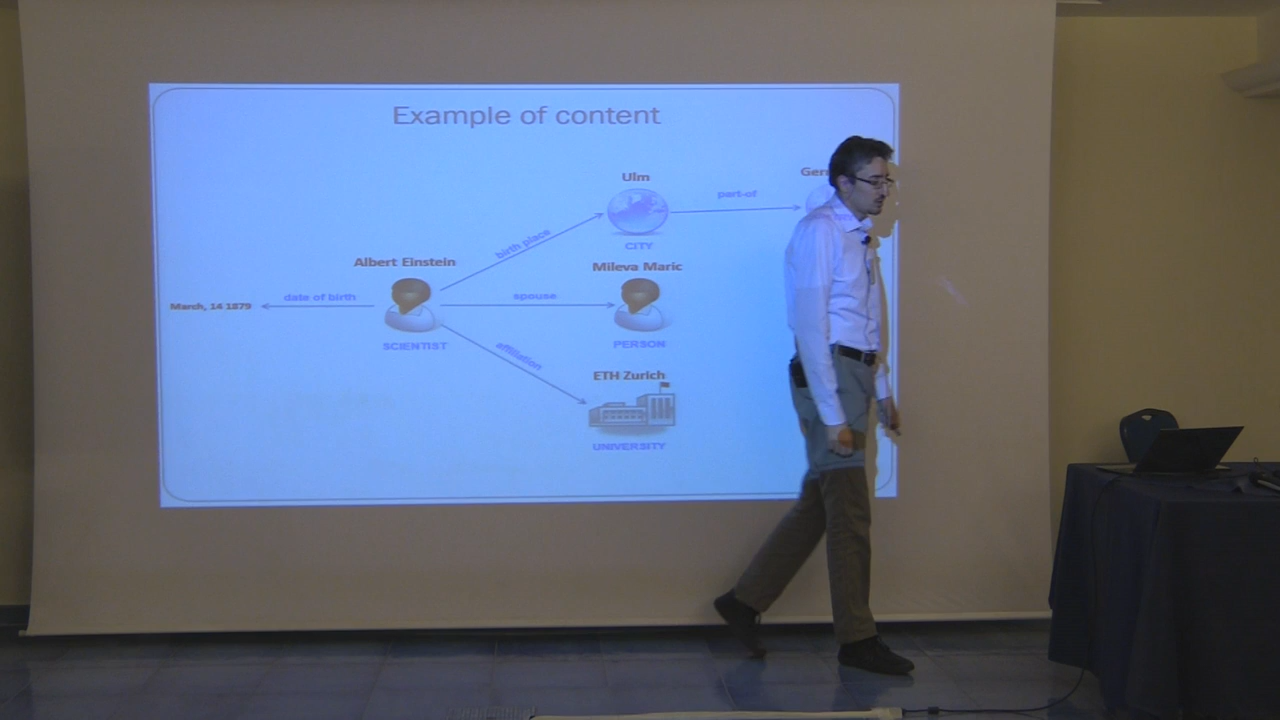 Example of content
Ulm
part-of
birth place
CITY
Albert Einstein
Mileva Maric
March, 14 1879
date of birth
spouse
SCIENTIST
PERSON
affiliation
ETH Zurich
UNIVERSITY